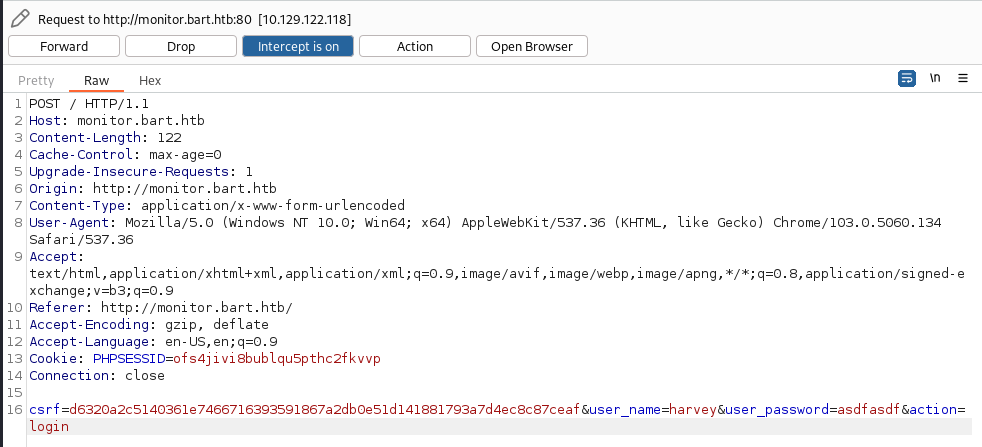 Request to http://monitor.bart.htb:80 [10.129.122.118]
Forward Drop Intercept is on Action Open Browser
Pretty Raw Hex \n
1 POST / HTTP/1.1
2 Host: monitor.bart.htb
3 Content-Length: 122
4 Cache-Control: max-age=0
5 Upgrade-Insecure-Requests: 1
6 Origin: http://monitor.bart.htb
7 Content-Type: application/x-www-form-urlencoded
8 User-Agent: Mozilla/5.0 (Windows NT 10.0; Win64; x64) AppleWebKit/537.36 (KHTML, like Gecko) Chrome/103.0.5060.134
Safari/537.36
9 Accept:
text/html,application/xhtml+xml,application/xml;q=0.9,image/avif,image/webp,image/apng,*/*;q=0.8,application/signed-e
xchange;v=b3;q=0.9
10 Referer: http://monitor.bart.htb/
11 Accept-Encoding: gzip, deflate
12 Accept-Language: en-US,en;q=0.9
13 Cookie: PHPSESSID=ofs4jivi8bublqu5pthc2fkvvp
14 Connection: close
15
16 csrf=d6320a2c5140361e7466716393591867a2db0e51d141881793a7d4ec8c87ceaf&user_name=harvey&user_password=asdfasdf&action=
login